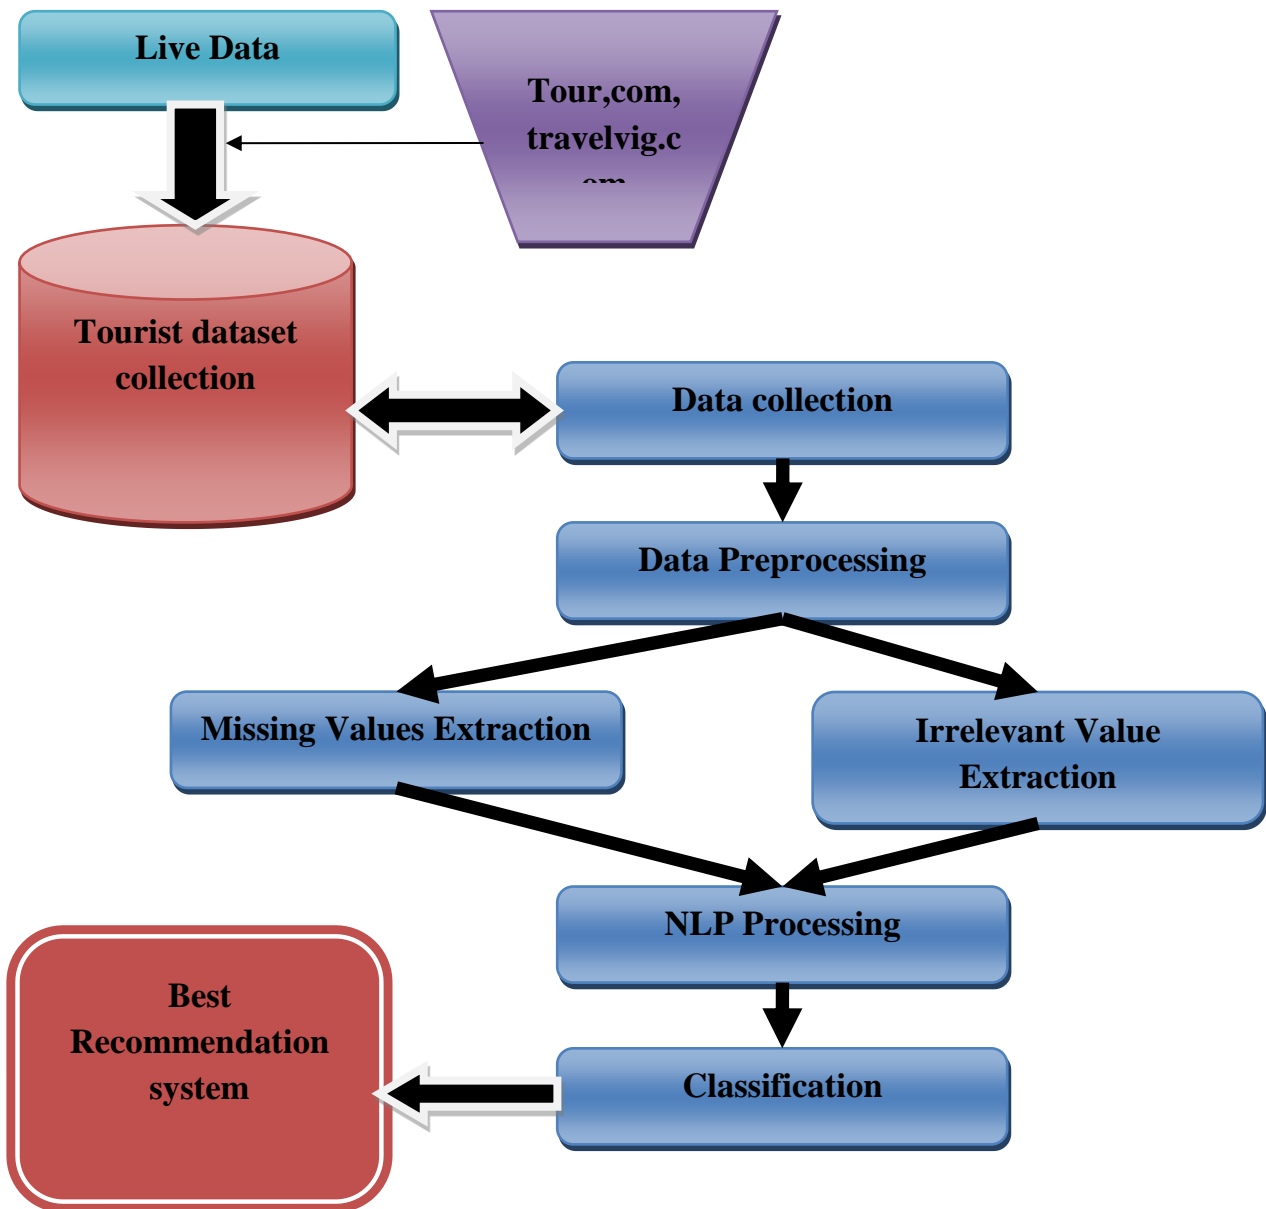 Live Data
Tour,com,
travelvig.c
om
Tourist dataset
collection
Data collection
Data Preprocessing
Missing Values Extraction
Irrelevant Value
Extraction
NLP Processing
Best
Recommendation
system
Classification